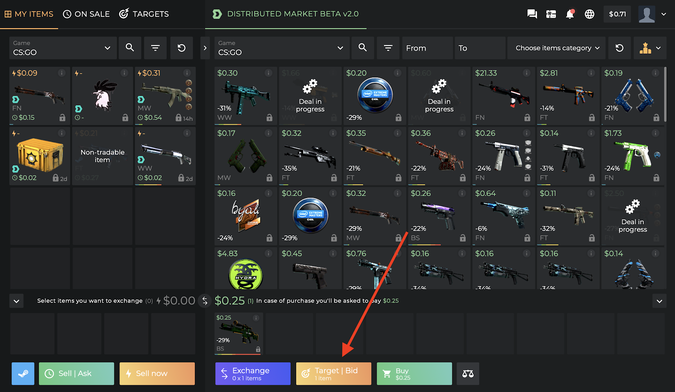 MY ITEMS ON SALE TARGETS DISTRIBUTED MARKET BETA v2.0 $0.71
Game
CS:GO
Game
CS:GO
From To Choose items category
$0.09 $0.31
FN MW
$0.15 - $0.54 14h
- -
Non-tradable
item
WW
$0.02 2d $0.02 2d
$0.30 $0.20 $21.33 $2.81 $0.19
Deal in
progress
Deal in
progress
-31% -29% -14% -21%
WW FN FT FN
$0.17 $0.32 $0.35 $0.36 $0.26 $0.14 $1.73
-35% -21% -22% -24% -31% -24%
MW FT FT FT FN FN FN
$0.16 $0.20 $0.32 $0.26 $0.64 $0.11
Deal in
progress
-24% -29% -29% -22% -6% -32%
MW BS FN FT
$4.83 $0.45 $0.76 $0.16 $0.16 $0.16 $0.14
Select items you want to exchange (0) $0.00
$0.25 (1) In case of purchase you'll be asked to pay $0.25
$0.25
-29%
BS
Sell | Ask
Sell now
Exchange
0 x 1 items
Target | Bid
1 item
Buy
$0.25